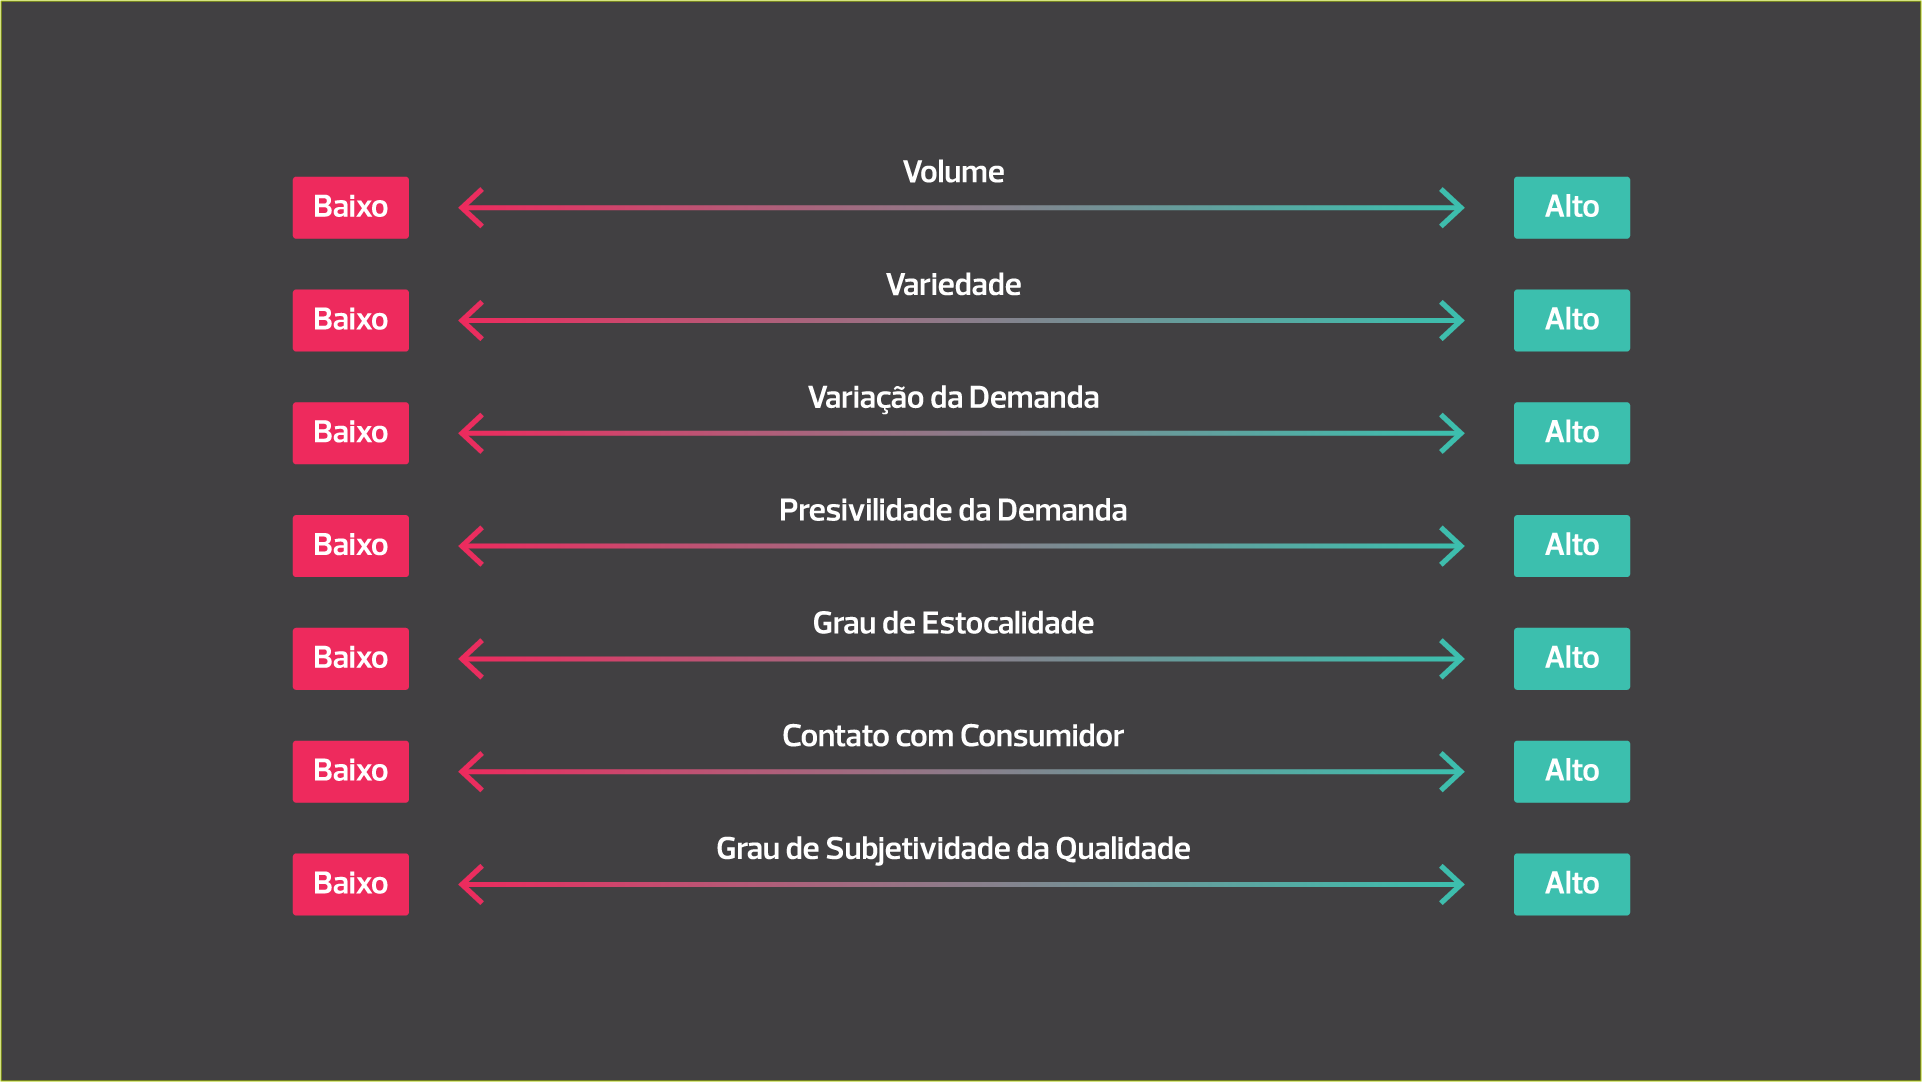 Volume
Baixo Alto
Variedade
Baixo Alto
Variação da Demanda
Baixo Alto
Presivilidade da Demanda
Baixo Alto
Grau de Estocalidade
Baixo Alto
Contato com Consumidor
Baixo Alto
Grau de Subjetividade da Qualidade
Baixo Alto